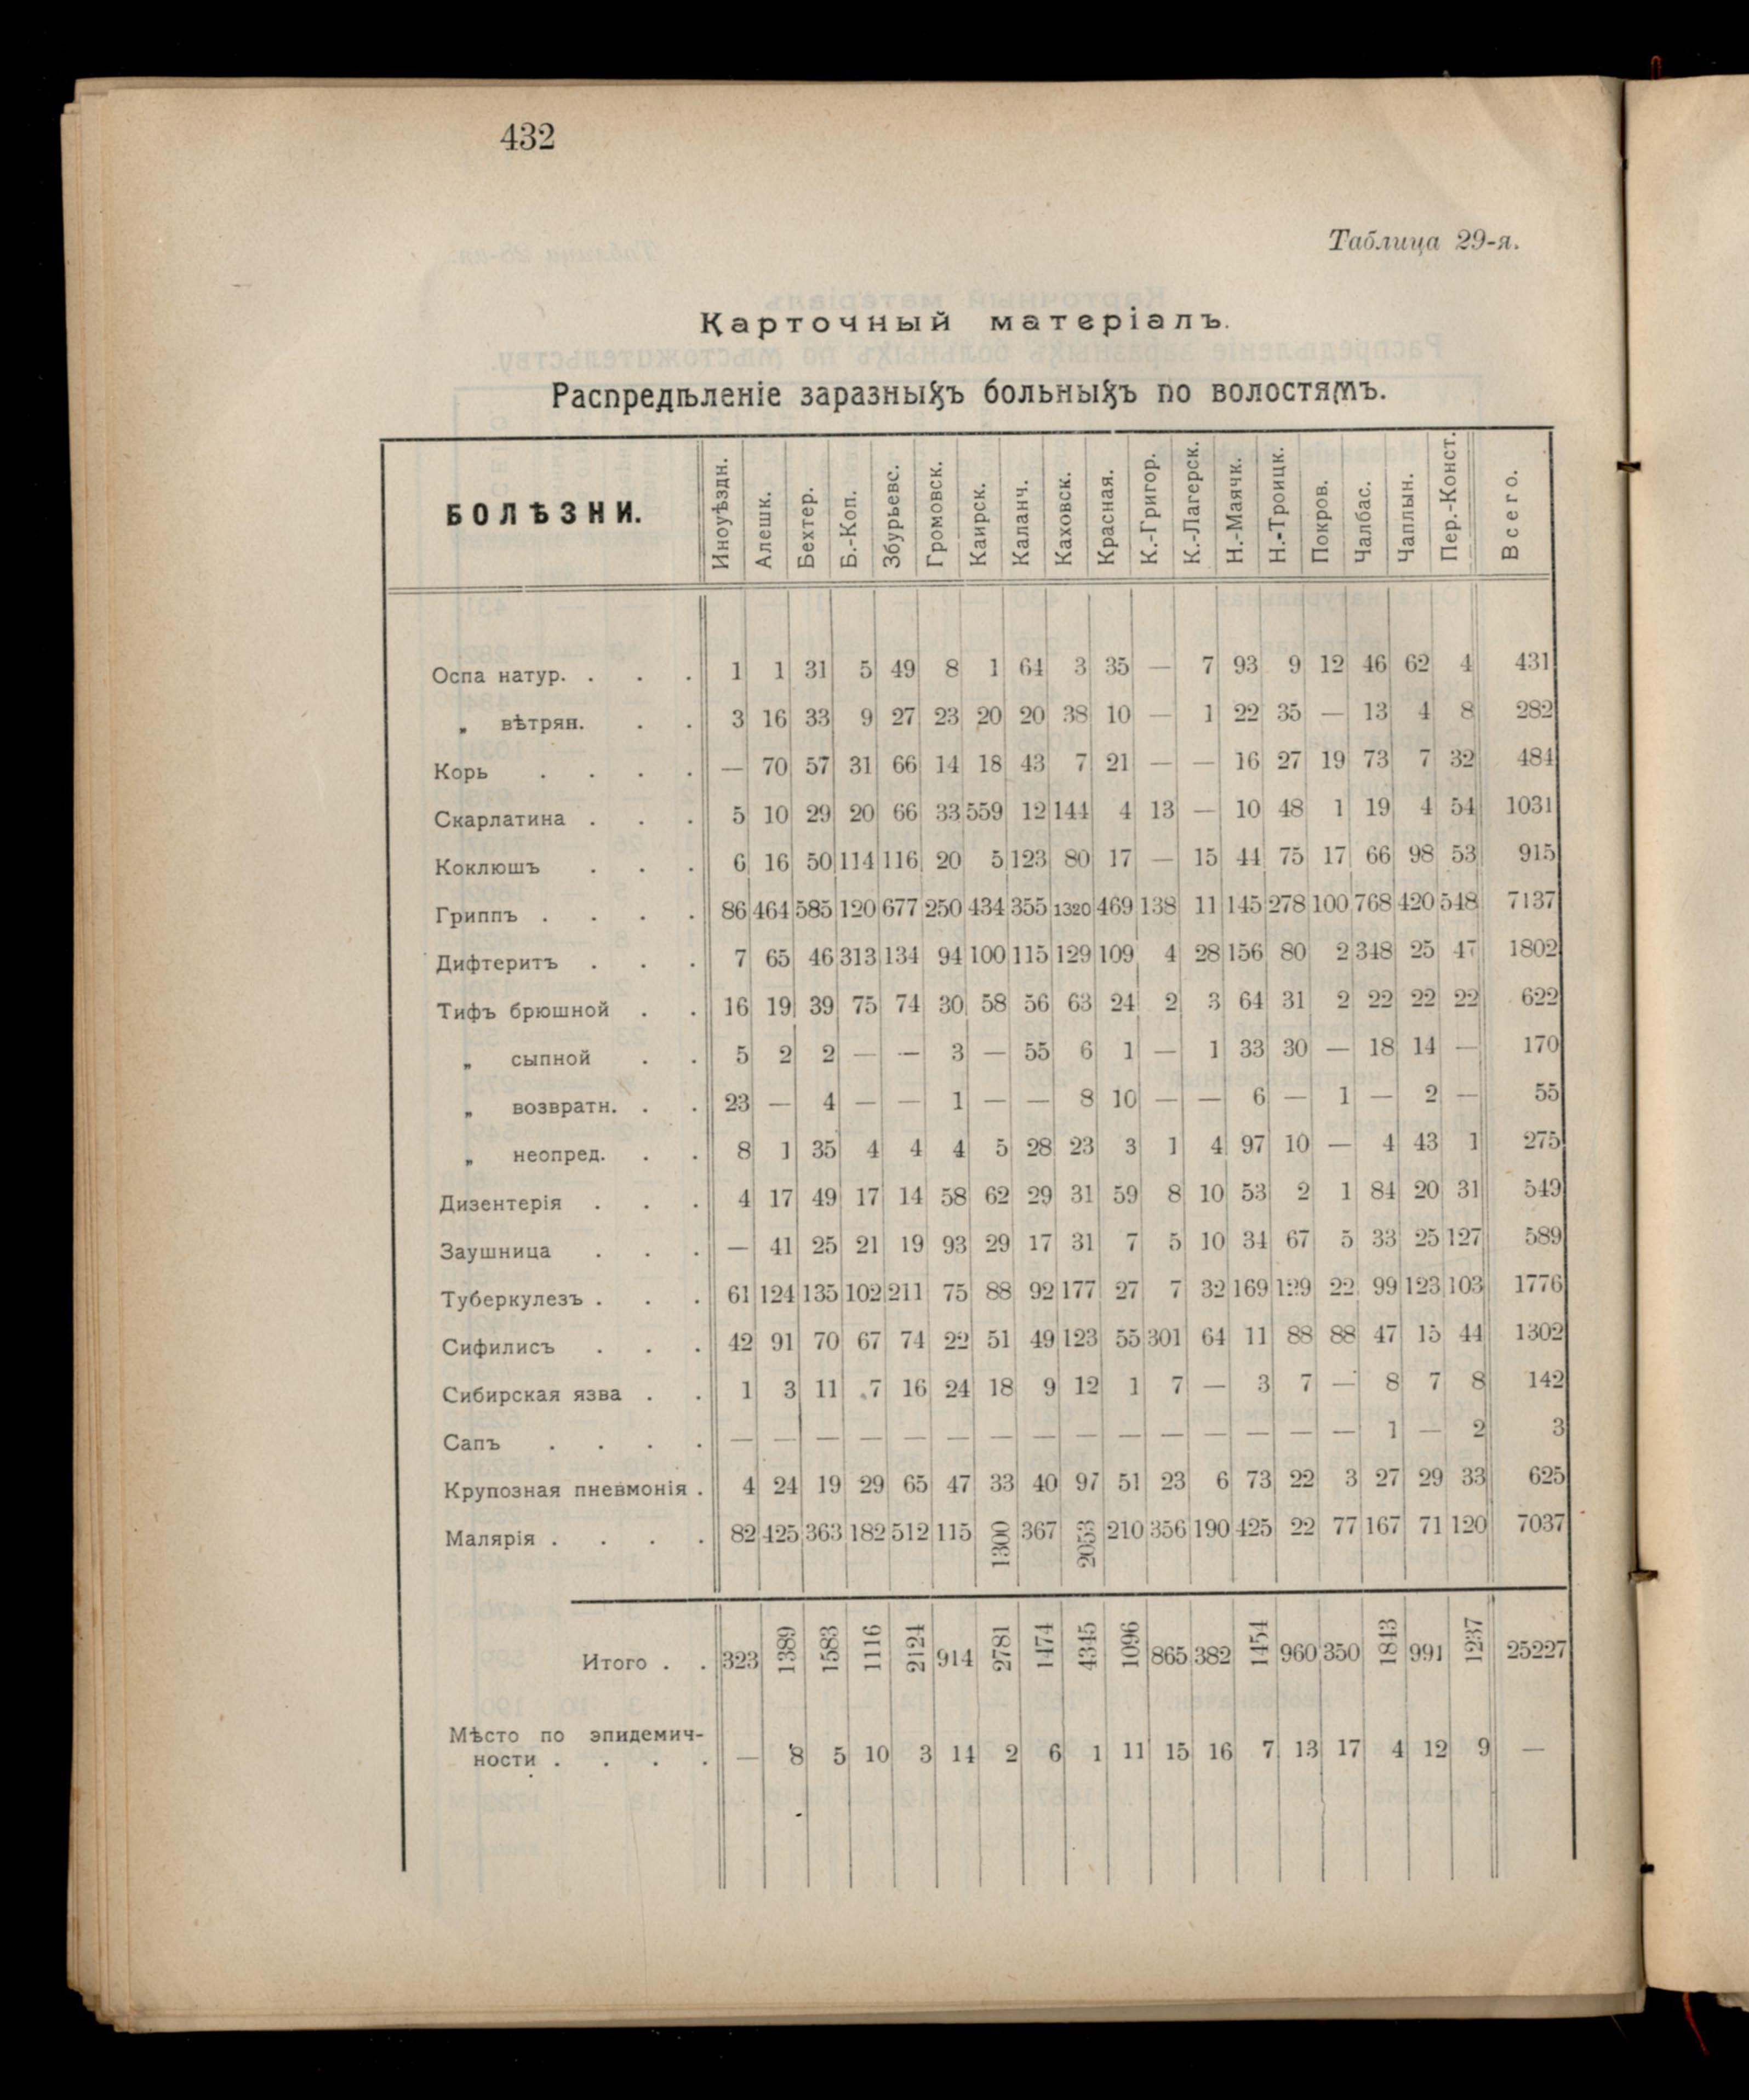 432
Таблица 29-я.
Карточный матеріалъ.
Распредѣленіе заразныхъ больныхъ по волостямъ.
БОЛѢЗНИ. Иноуѣздн. Алешк. Бехтер. Б.-Коп. Збурьевс. Громовск. Каирск. Каланч. Каховск. Красная. К.-Григор. К.-Лагерск. Н.-Маячк. Н.-Троицк. Покров. Чалбас. Чаплын. Пер.-Конст. Всего.
Оспа натур. . . . 1 1 31 5 49 8 1 64 3 35 — 7 93 9 12 46 62 4 431
„ вѣтрян. . . 3 16 33 9 27 23 20 20 38 10 — 1 22 35 — 13 4 8 282
Корь . . . . — 70 57 31 66 14 18 43 7 21 — — 16 27 19 73 7 32 484
Скарлатина . . . 5 10 29 20 66 33 559 12 144 4 13 — 10 48 1 19 4 54 1031
Коклюшъ . . . 6 16 50 114 116 20 5 123 80 17 — 15 44 75 17 66 98 53 915
Гриппъ . . . . 86 464 585 120 677 250 434 355 1320 469 138 11 145 278 100 768 420 548 7137
Дифтеритъ . . . 7 65 46 313 134 94 100 115 129 109 4 28 156 80 2 348 25 47 1802
Тифъ брюшной . . 16 19 39 75 74 30 58 56 63 24 2 3 64 31 2 22 22 22 622
„ сыпной . . 5 2 2 — — 3 — 55 6 1 — 1 33 30 — 18 14 — 170
„ возвратн. . . 23 — 4 — — 1 — — 8 10 — — 6 — 1 — 2 — 55
„ неопред. . . 8 1 35 4 4 4 5 28 23 3 1 4 97 10 — 4 43 1 275
Дизентерія . . . 4 17 49 17 14 58 62 29 31 59 8 10 53 2 1 84 20 31 549
Заушница . . . — 41 25 21 19 93 29 17 31 7 5 10 34 67 5 33 25 127 589
Туберкулезъ . . . 61 124 135 102 211 75 88 92 177 27 7 32 169 129 22 99 123 103 1776
Сифилисъ . . . 42 91 70 67 74 22 51 49 123 55 301 64 11 88 88 47 15 44 1302
Сибирская язва . . 1 3 11 7 16 24 18 9 12 1 7 — 3 7 — 8 7 8 142
Сапъ . . . . — — — — — — — — — — — — — — — 1 — 2 3
Крупозная пневмонія . 4 24 19 29 65 47 33 40 97 51 23 6 73 22 3 27 29 33 625
Малярія . . . . 82 425 363 182 512 115 1300 367 2053 210 356 190 425 22 77 167 71 120 7037
Итого . . 323 1389 1583 1116 2124 914 2781 1474 4345 1096 865 382 1454 960 350 1843 991 1237 25227
Мѣсто по эпидемич-
ности . . . . — 8 5 10 3 14 2 6 1 11 15 16 7 13 17 4 12 9 —